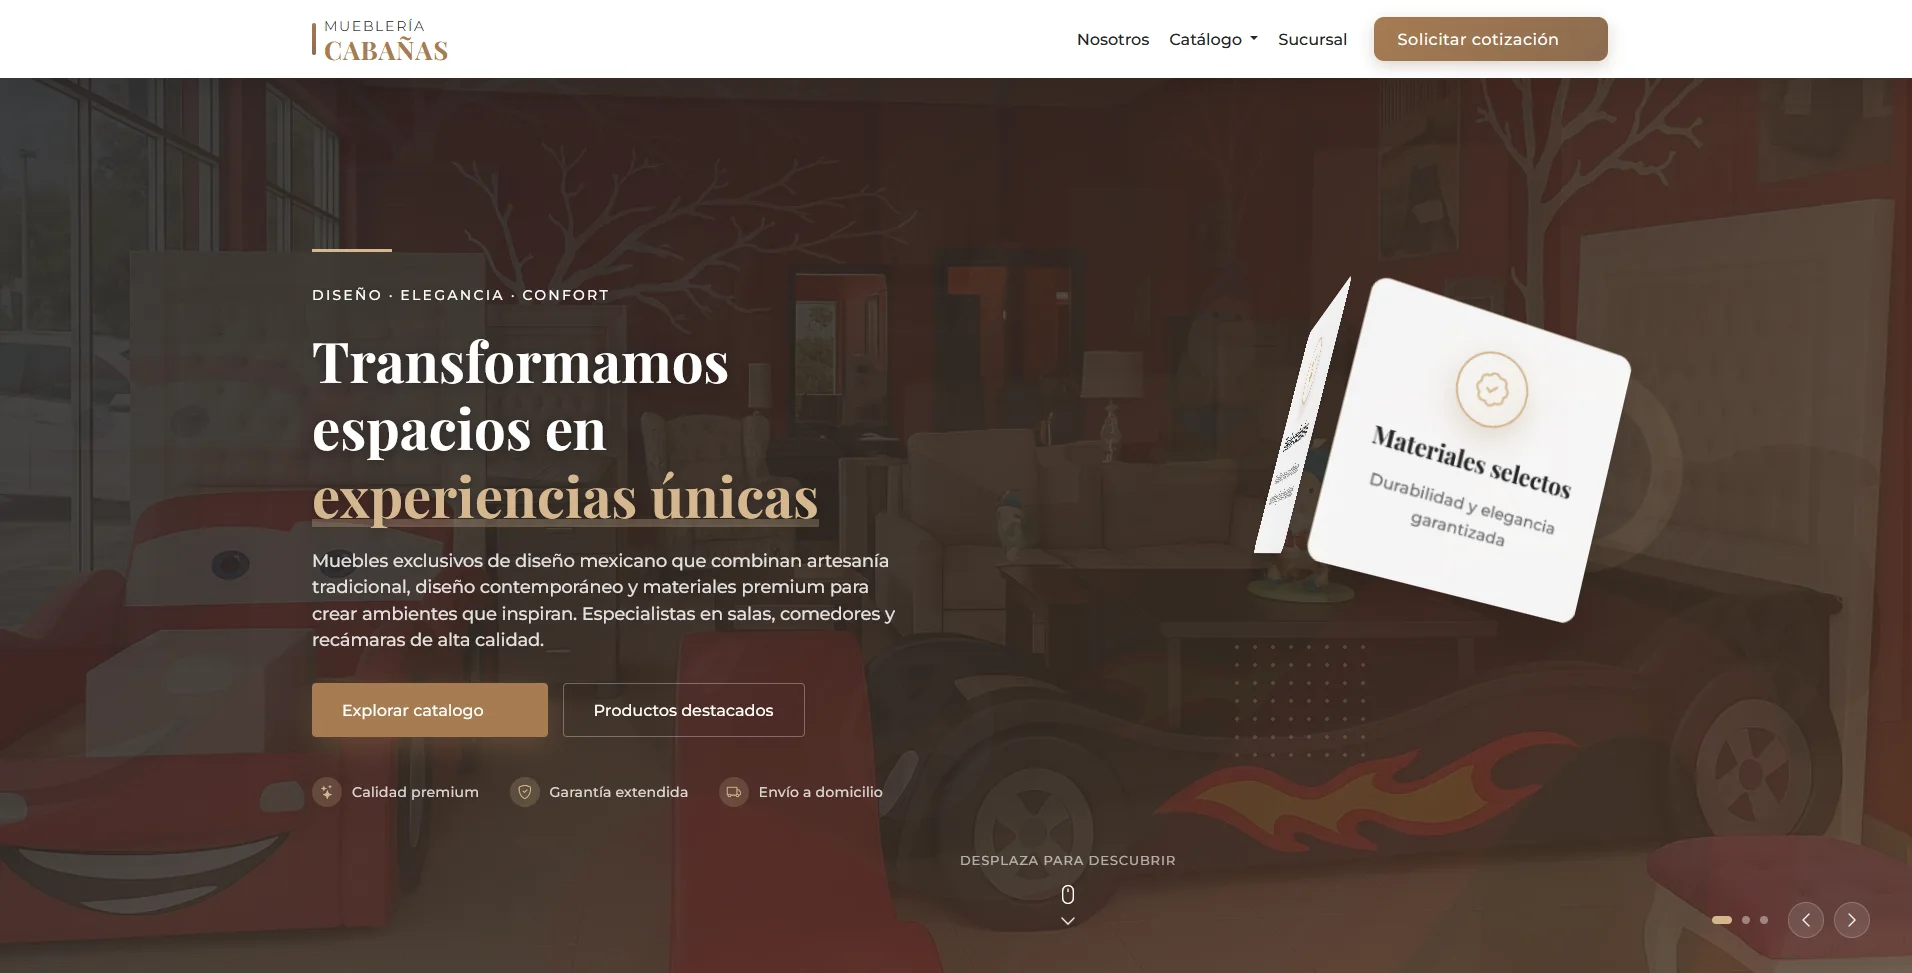 MUEBLERÍA
CABAÑAS
Nosotros
Catálogo
Sucursal
Solicitar cotización
DISEÑO · ELEGANCIA · CONFORT
Transformamos
espacios en
experiencias únicas
Muebles exclusivos de diseño mexicano que combinan artesanía
tradicional, diseño contemporáneo y materiales premium para
crear ambientes que inspiran. Especialistas en salas, comedores y
recámaras de alta calidad.
Explorar catalogo
Productos destacados
Calidad premium
Garantía extendida
Envío a domicilio
Materiales selectos
Durabilidad y elegancia
garantizada
DESPLAZA PARA DESCUBRIR